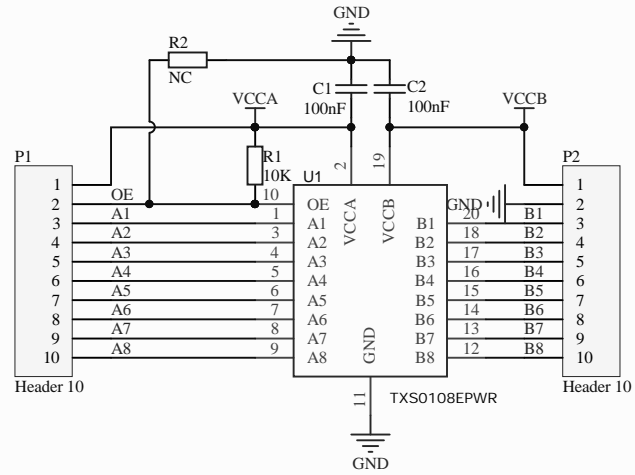 GND
R2
NC
C1
100nF
C2
100nF
VCCA
VCCB
P1
R1
10K
U1
2
19
P2
1
2
3
4
5
6
7
8
9
10
OE
A1
A2
A3
A4
A5
A6
A7
A8
10
1
3
4
5
6
7
8
9
OE
A1
A2
A3
A4
A5
A6
A7
A8
VCCA
VCCB
GND
B1
B2
B3
B4
B5
B6
B7
B8
GND
20
18
17
16
15
14
13
12
B1
B2
B3
B4
B5
B6
B7
B8
1
2
3
4
5
6
7
8
9
10
Header 10
11
TXS0108EPWR
Header 10
GND